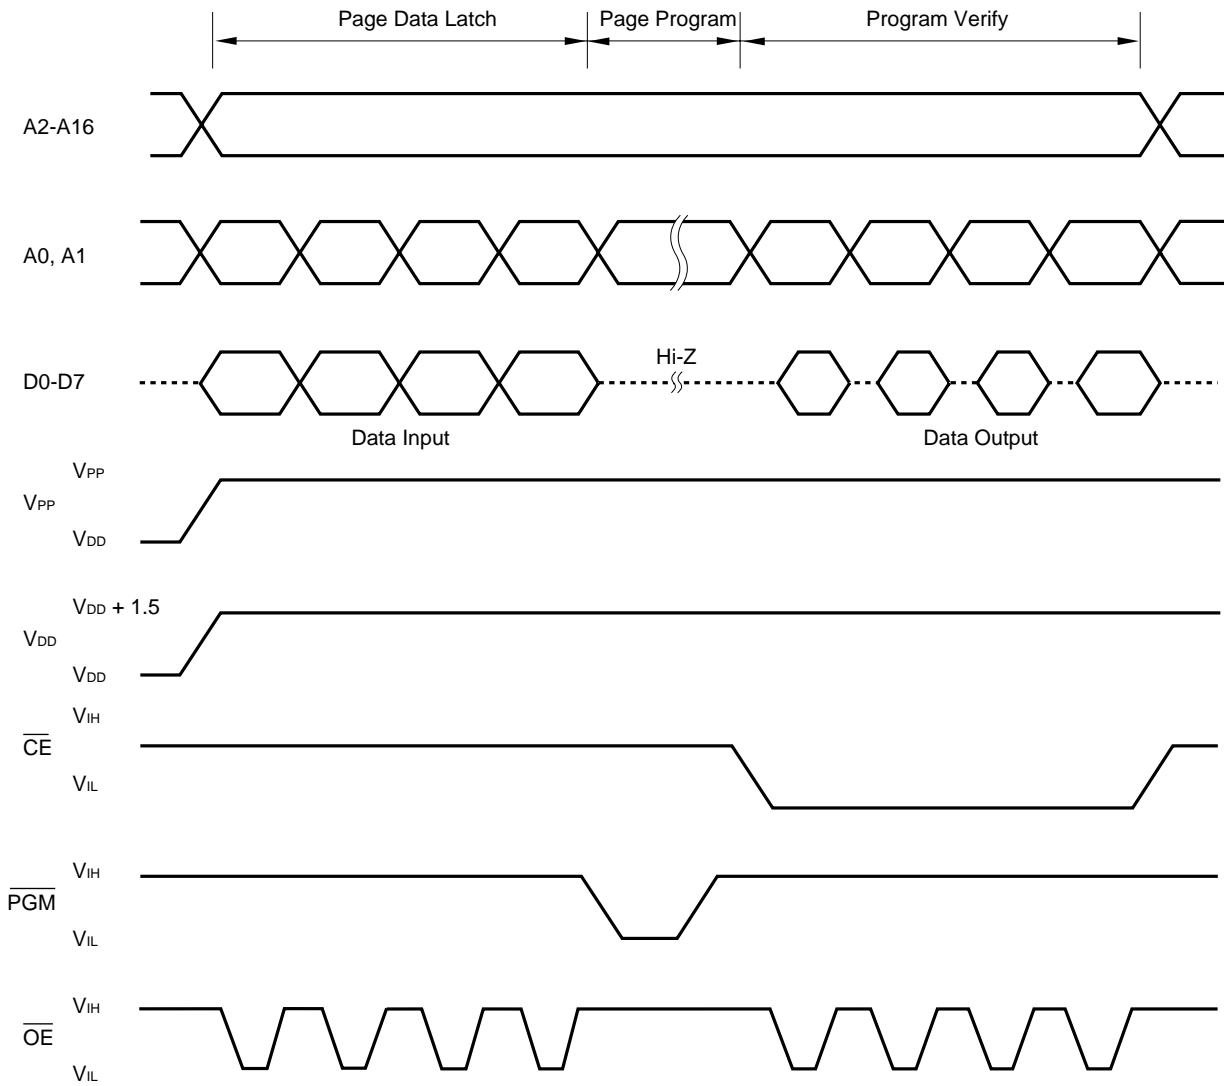 Page Data Latch Page Program Program Verify
A2-A16
A0, A1
Hi-Z
D0-D7
Data Input Data Output
VPP
VPP
VDD
VDD + 1.5
VDD
VDD
VIH
CE
VIL
VIH
PGM
VIL
VIH
OE
VIL